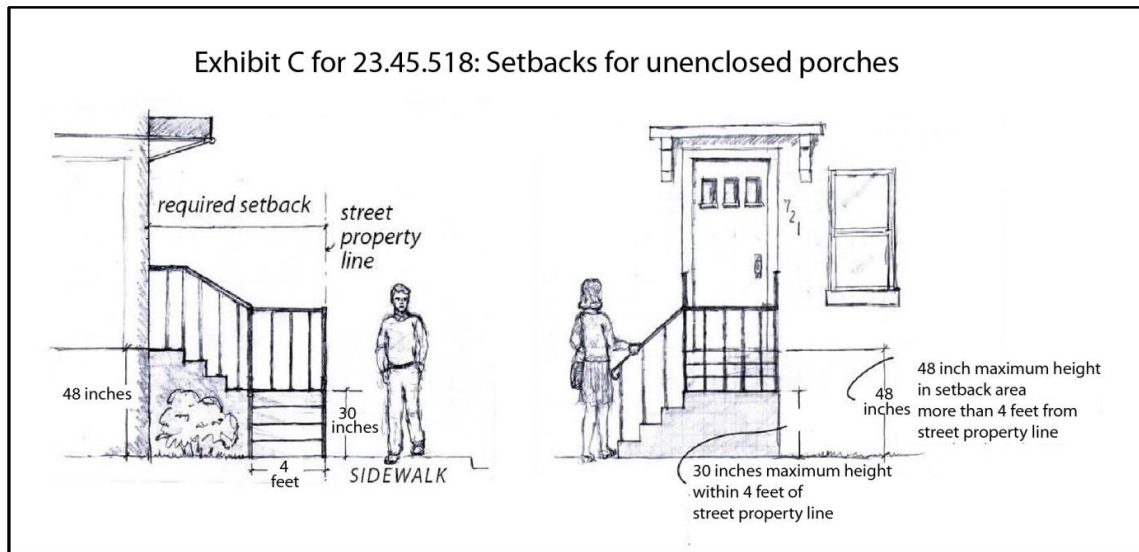 Exhibit C for 23.45.518: Setbacks for unenclosed porches
required setback
street
property
line
48 inches
30
inches
4
feet
SIDEWALK
721
48
inches
48 inch maximum height
in setback area
more than 4 feet from
street property line
30 inches maximum height
within 4 feet of
street property line